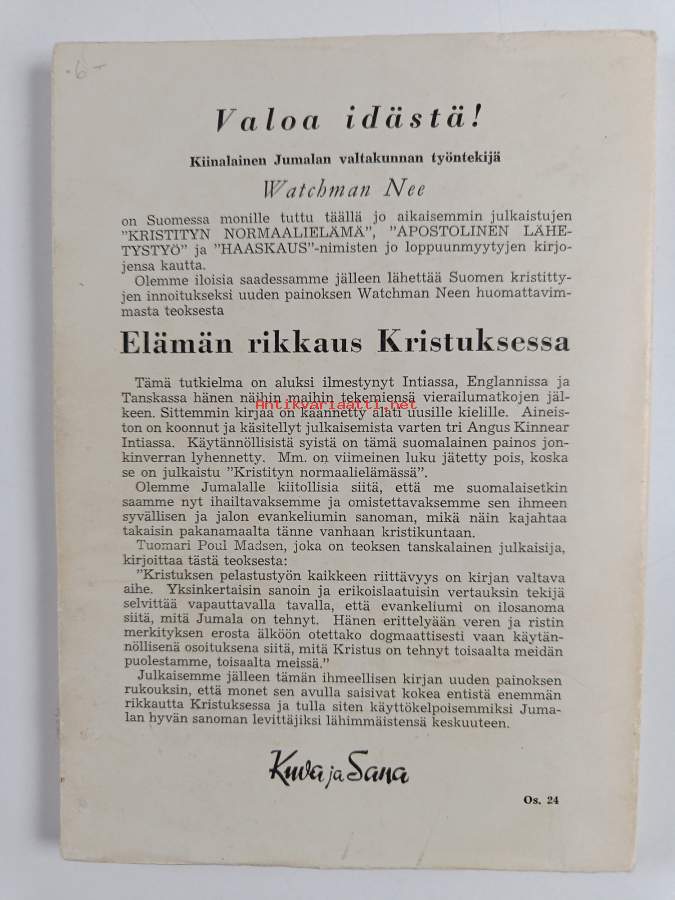 ·6-
Valoa idästä!
Kiinalainen Jumalan valtakunnan työntekijä
Watchman Nee
on Suomessa monille tuttu täällä jo aikaisemmin julkaistujen
"KRISTITYN NORMAALIELÄMÄ", "APOSTOLINEN LÄHE-
TYSTYÖ" ja "HAASKAUS"-nimisten jo loppuunmyytyjen kirjo-
jensa kautta.
Olemme iloisia saadessamme jälleen lähettää Suomen kristitty-
jen innoitukseksi uuden painoksen Watchman Neen huomattavim-
masta teoksesta
Elämän rikkaus Kristuksessa
Tämä tutkielma on aluksi ilmestynyt Intiassa, Englannissa ja
Tanskassa hänen näihin maihin tekemiensä vierailumatkojen jäl-
Antikvariaatti.net
keen. Sittemmin kirjaa on käännetty alati uusille kielille. Aineis-
ton on koonnut ja käsitellyt julkaisemista varten tri Angus Kinnear
Intiassa. Käytännöllisistä syistä on tämä suomalainen painos jon-
kinverran lyhennetty. Mm. on viimeinen luku jätetty pois, koska
se on julkaistu "Kristityn normaalielämässä".
Olemme Jumalalle kiitollisia siitä, että me suomalaisetkin
saamme nyt ihailtavaksemme ja omistettavaksemme sen ihmeen
syvällisen ja jalon evankeliumin sanoman, mikä näin kajahtaa
takaisin pakanamaalta tänne vanhaan kristikuntaan.
Tuomari Poul Madsen, joka on teoksen tanskalainen julkaisija,
kirjoittaa tästä teoksesta:
"Kristuksen pelastustyön kaikkeen riittävyys on kirjan valtava
aihe. Yksinkertaisin sanoin ja erikoislaatuisin vertauksin tekijä
selvittää vapauttavalla tavalla, että evankeliumi on ilosanoma
siitä, mitä Jumala on tehnyt. Hänen erittelyään veren ja ristin
merkityksen erosta älköön otettako dogmaattisesti vaan käytän-
nöllisenä osoituksena siitä, mitä Kristus on tehnyt toisaalta meidän
puolestamme, toisaalta meissä."
Julkaisemme jälleen tämän ihmeellisen kirjan uuden painoksen
rukouksin, että monet sen avulla saisivat kokea entistä enemmän
rikkautta Kristuksessa ja tulla siten käyttökelpoisemmiksi Juma-
lan hyvän sanoman levittäjiksi lähimmäistensä keskuuteen.
Kuva ja Sana
Os. 24